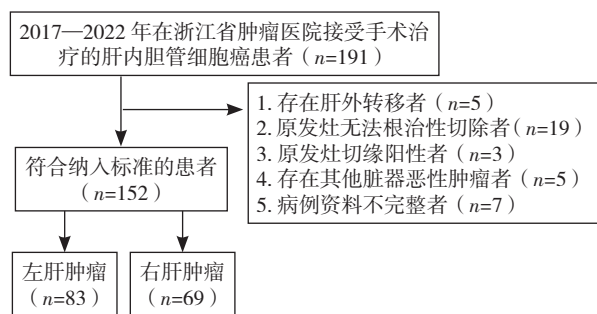 2017—2022 年在浙江省肿瘤医院接受手术治
疗的肝内胆管细胞癌患者（n=191）
1. 存在肝外转移者（n=5）
2. 原发灶无法根治性切除者（n=19）
3. 原发灶切缘阳性者（n=3）
4. 存在其他脏器恶性肿瘤者（n=5）
5. 病例资料不完整者（n=7）
符合纳入标准的患者
（n=152）
左肝肿瘤
（n=83）
右肝肿瘤
（n=69）